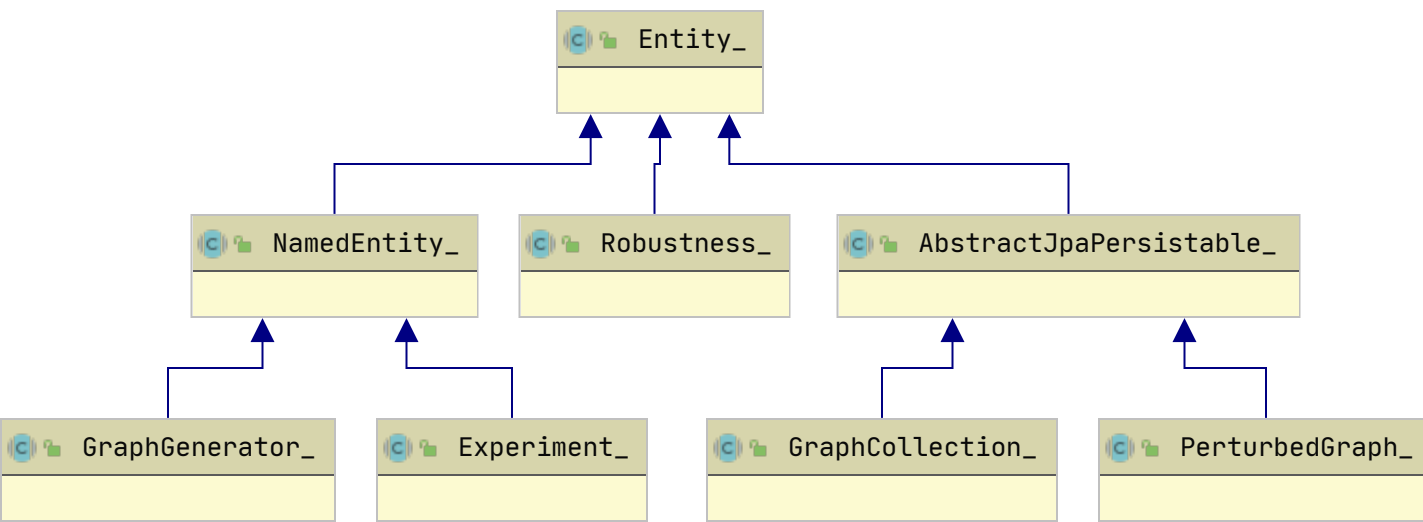 Entity_
NamedEntity_
Robustness_
AbstractJpaPersistable_
GraphGenerator_
Experiment_
GraphCollection_
PerturbedGraph_